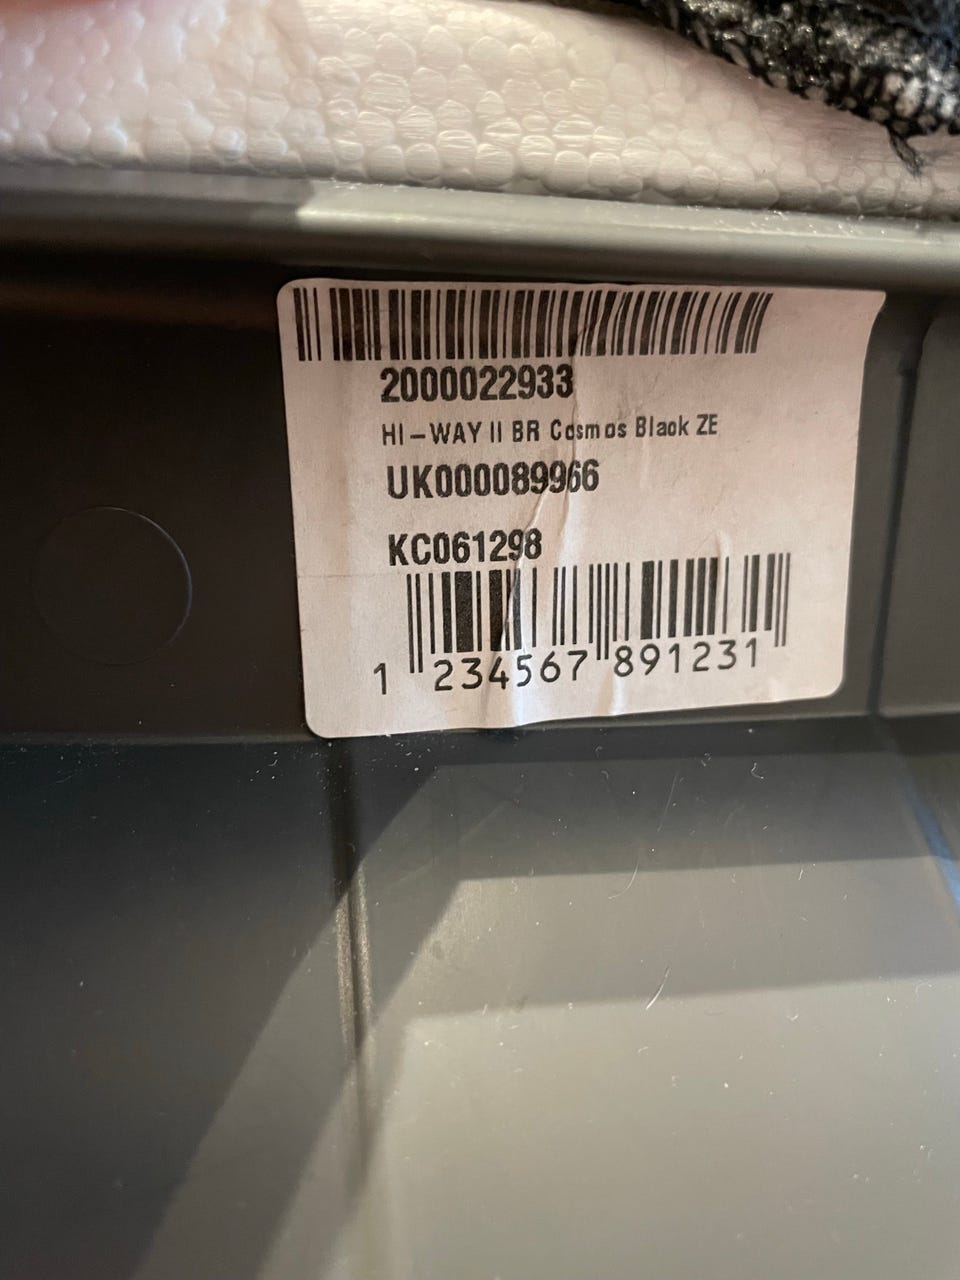 2000022933
HI-WAY II BR Cosmos Black ZE
UK000089966
KC061298
1 234567 891231